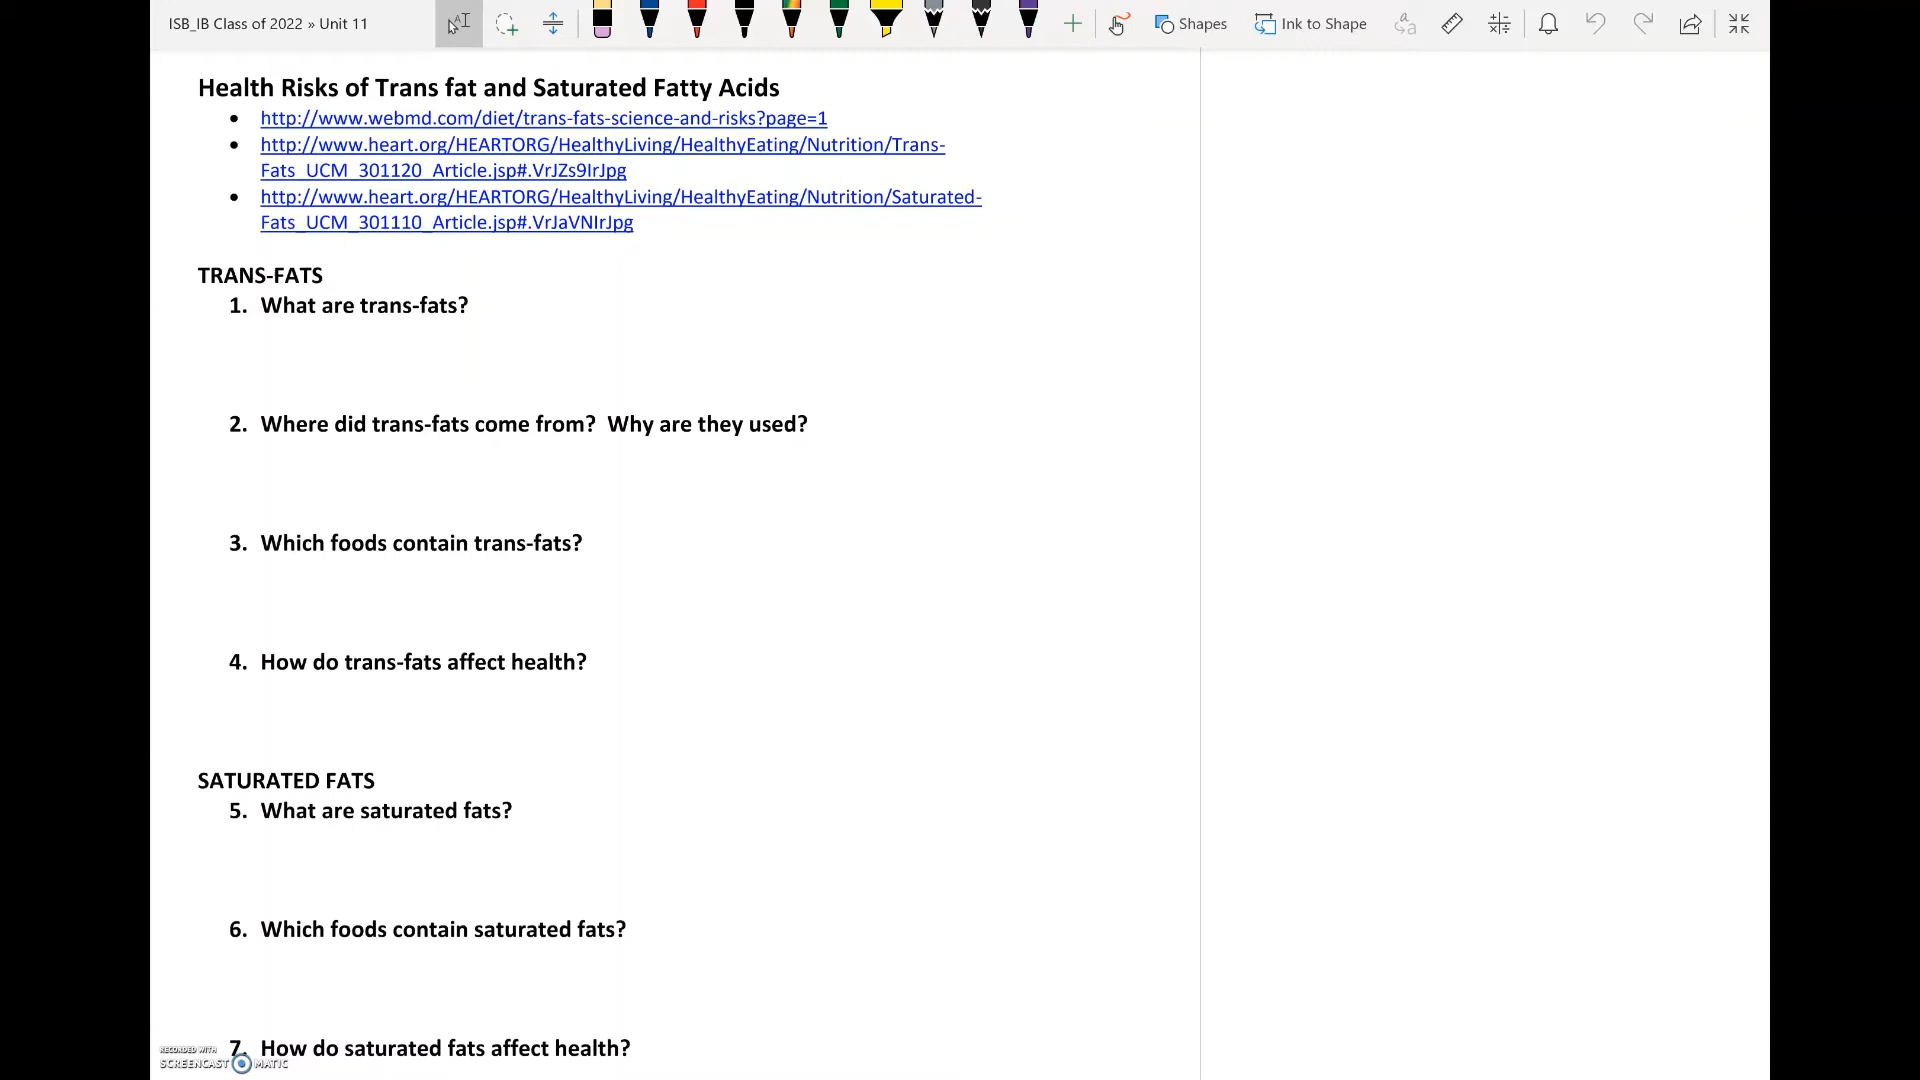 ISB_IB Class of 2022 » Unit 11
Shapes
Ink to Shape
Health Risks of Trans fat and Saturated Fatty Acids
• http://www.webmd.com/diet/trans-fats-science-and-risks?page=1
• http://www.heart.org/HEARTORG/HealthyLiving/HealthyEating/Nutrition/Trans-
Fats_UCM_301120_Article.jsp#.VrJZs9IrJpg
• http://www.heart.org/HEARTORG/HealthyLiving/HealthyEating/Nutrition/Saturated-
Fats_UCM_301110_Article.jsp#.VrJaVNIrJpg
TRANS-FATS
1. What are trans-fats?
2. Where did trans-fats come from? Why are they used?
3. Which foods contain trans-fats?
4. How do trans-fats affect health?
SATURATED FATS
5. What are saturated fats?
6. Which foods contain saturated fats?
7. How do saturated fats affect health?
RECORDED WITH
SCREENCAST MATIC